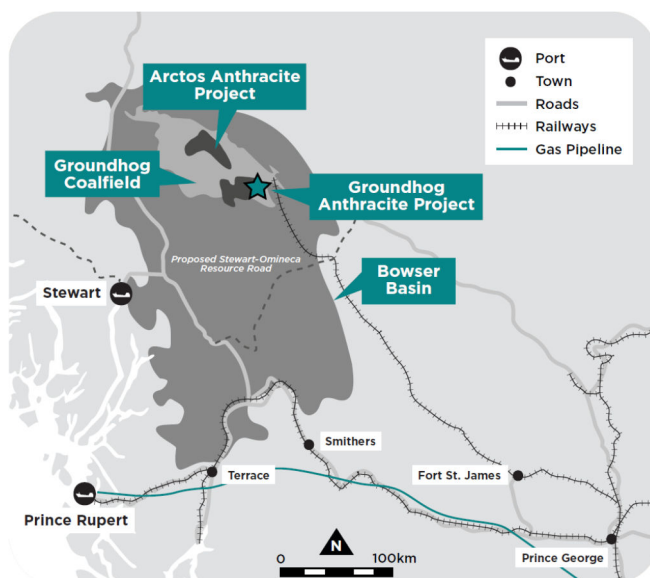 Arctos Anthracite
Project
Port
Town
Roads
Railways
Gas Pipeline
Groundhog
Coalfield
Groundhog
Anthracite Project
Proposed Stewart-Omineca
Resource Road
Bowser
Basin
Stewart
Smithers
Terrace
Fort St. James
Prince Rupert
N
0
100km
Prince George